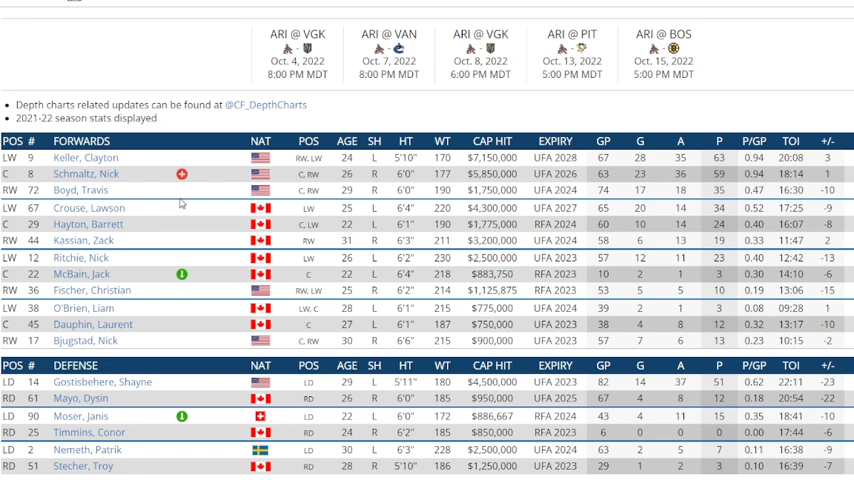 ARI @ VGK ARI @ VAN ARI @ VGK ARI @ PIT ARI @ BOS
- - - - -
Oct. 4, 2022 Oct. 7, 2022 Oct. 8, 2022 Oct. 13, 2022 Oct. 15, 2022
8:00 PM MDT 8:00 PM MDT 6:00 PM MDT 5:00 PM MDT 5:00 PM MDT
• Depth charts related updates can be found at @CF_DepthCharts
• 2021-22 season stats displayed
POS # FORWARDS NAT POS AGE SH HT WT CAP HIT EXPIRY GP G A P P/GP TOI +/-
LW 9 Keller, Clayton RW, LW 24 L 5'10" 170 $7,150,000 UFA 2028 67 28 35 63 0.94 20:08 3
C 8 Schmaltz, Nick C, RW 26 R 6'0" 177 $5,850,000 UFA 2026 63 23 36 59 0.94 18:14 1
RW 72 Boyd, Travis C, RW 29 R 6'0" 190 $1,750,000 UFA 2024 74 17 18 35 0.47 16:30 -10
LW 67 Crouse, Lawson LW 25 L 6'4" 220 $4,300,000 UFA 2027 65 20 14 34 0.52 17:25 -9
C 29 Hayton, Barrett C, LW 22 L 6'1" 190 $1,775,000 RFA 2024 60 10 14 24 0.40 16:07 -8
RW 44 Kassian, Zack RW 31 R 6'3" 211 $3,200,000 UFA 2024 58 6 13 19 0.33 11:47 2
LW 12 Ritchie, Nick LW 26 L 6'2" 230 $2,500,000 UFA 2023 57 12 11 23 0.40 12:42 -13
C 22 McBain, Jack C 22 L 6'4" 218 $883,750 RFA 2023 10 2 1 3 0.30 14:10 -6
RW 36 Fischer, Christian RW, LW 25 R 6'2" 214 $1,125,875 RFA 2023 53 5 5 10 0.19 13:06 -15
LW 38 O'Brien, Liam LW, C 28 L 6'1" 215 $775,000 UFA 2024 39 2 1 3 0.08 09:28 1
C 45 Dauphin, Laurent C 27 L 6'1" 187 $750,000 UFA 2023 38 4 8 12 0.32 13:17 -10
RW 17 Bjugstad, Nick C, RW 30 R 6'6" 215 $900,000 UFA 2023 57 7 6 13 0.23 10:15 -2
POS # DEFENSE NAT POS AGE SH HT WT CAP HIT EXPIRY GP G A P P/GP TOI +/-
LD 14 Gostisbehere, Shayne LD 29 L 5'11" 180 $4,500,000 UFA 2023 82 14 37 51 0.62 22:11 -23
RD 61 Mayo, Dysin RD 26 R 6'0" 185 $950,000 UFA 2025 67 4 8 12 0.18 20:54 -22
LD 90 Moser, Janis LD 22 L 6'0" 172 $886,667 RFA 2024 43 4 11 15 0.35 18:41 -10
RD 25 Timmins, Conor RD 24 R 6'2" 185 $850,000 RFA 2023 6 0 0 0 0.00 17:44 -6
LD 2 Nemeth, Patrik LD 30 L 6'3" 228 $2,500,000 UFA 2024 63 2 5 7 0.11 16:38 -9
RD 51 Stecher, Troy RD 28 R 5'10" 186 $1,250,000 UFA 2023 29 1 2 3 0.10 16:39 -7